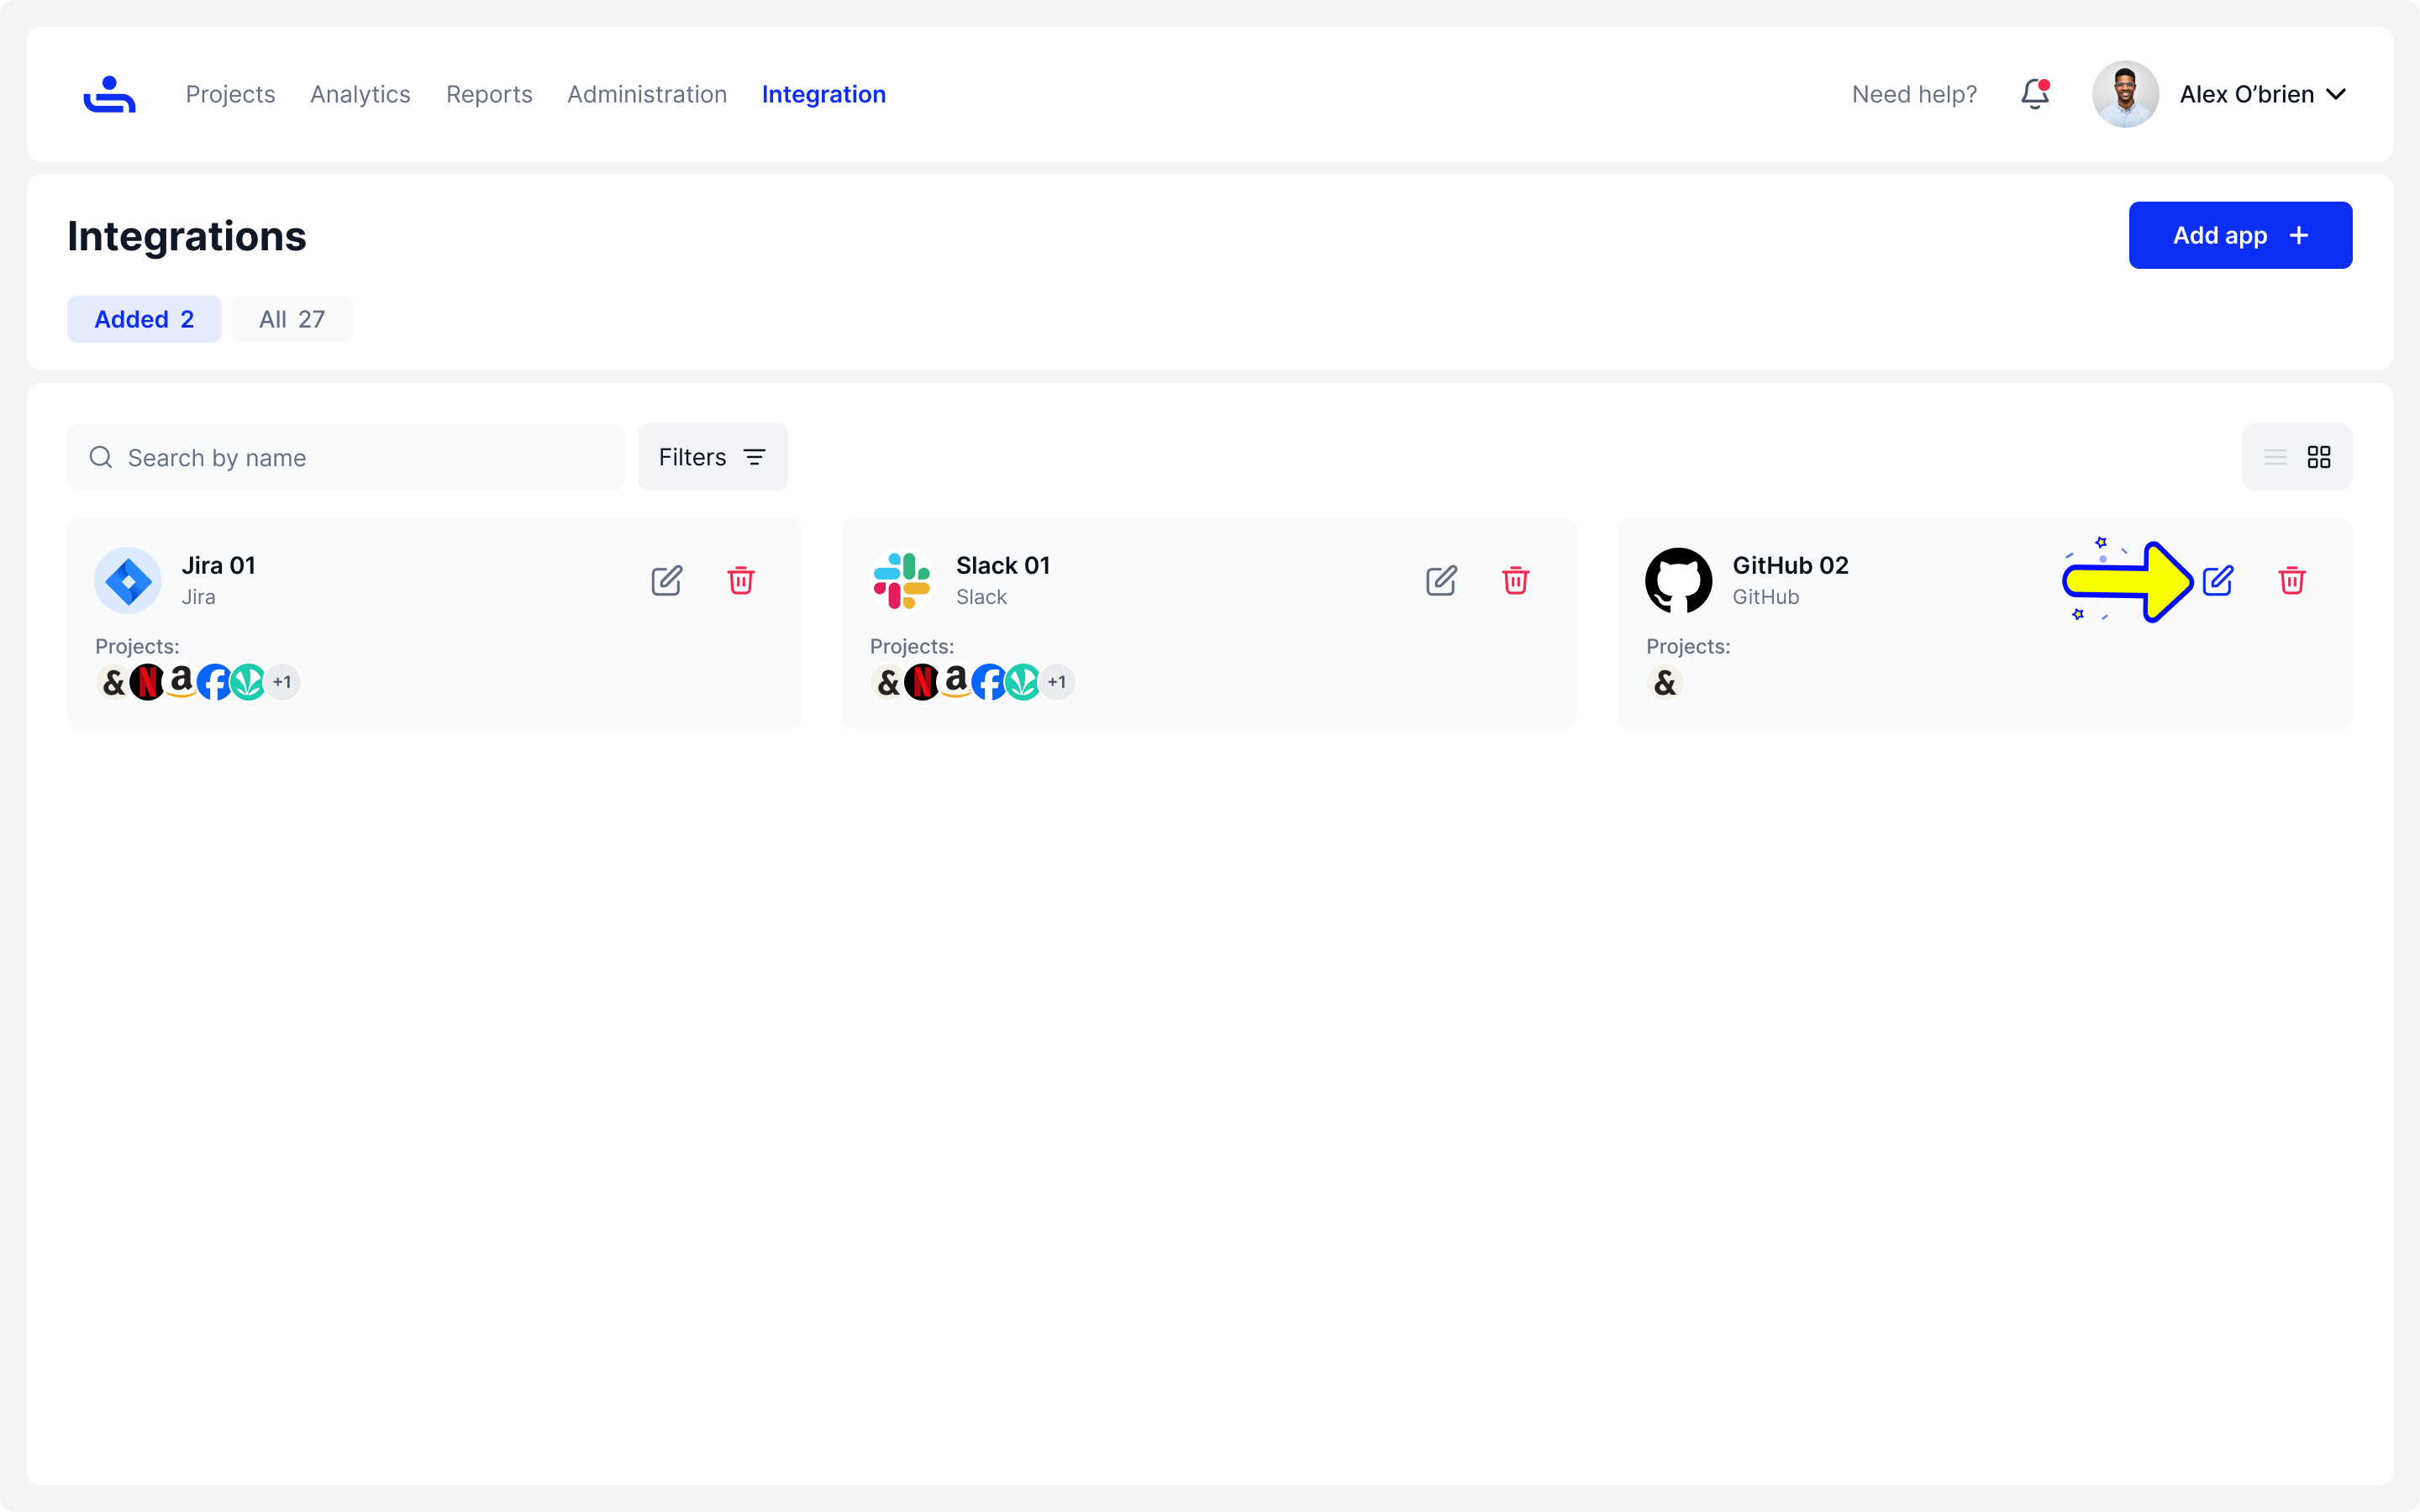 Projects Analytics Reports Administration Integration Need help? Alex O’brien
Integrations
Add app
Added 2 All 27
Search by name Filters
Jira 01
Jira
Projects:
& N a f +1
Slack 01
Slack
Projects:
& N a f +1
GitHub 02
GitHub
Projects:
&